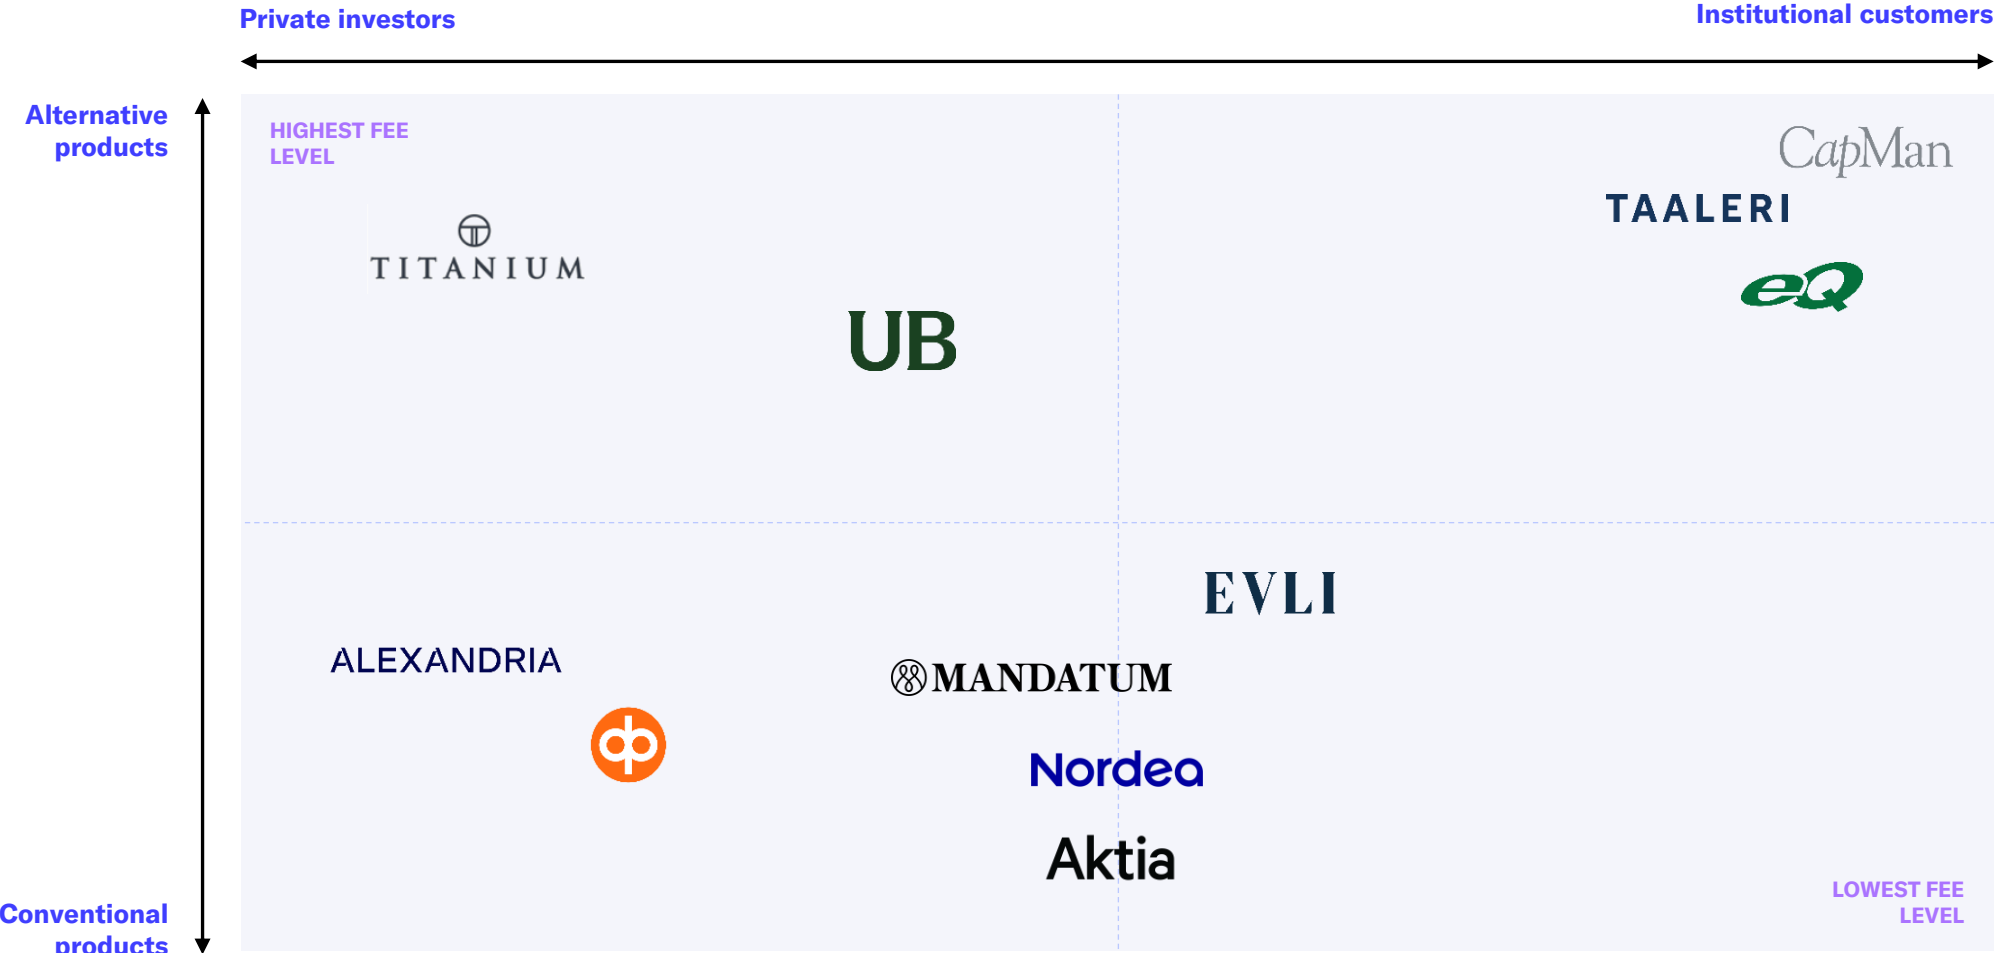 Private investors
Institutional customers
Alternative
products
HIGHEST FEE
LEVEL
CapMan
TAALERI
TITANIUM
eQ
UB
EVLI
ALEXANDRIA
MANDATUM
op
Nordea
Aktia
LOWEST FEE
LEVEL
Conventional
products